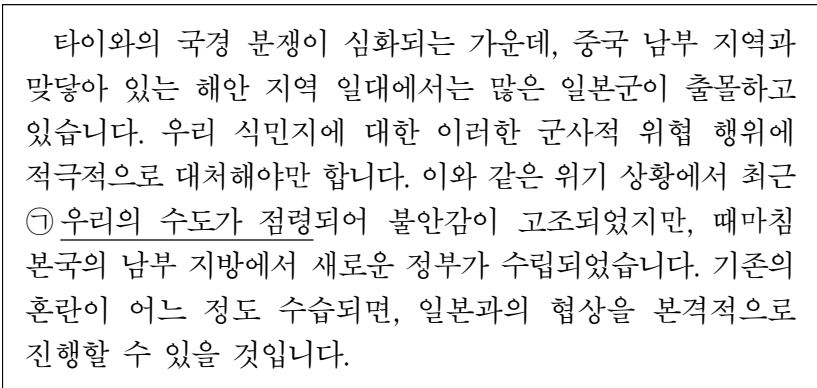 타이와의 국경 분쟁이 심화되는 가운데, 중국 남부 지역과
맞닿아 있는 해안 지역 일대에서는 많은 일본군이 출몰하고
있습니다. 우리 식민지에 대한 이러한 군사적 위협 행위에
적극적으로 대처해야만 합니다. 이와 같은 위기 상황에서 최근
㉠ 우리의 수도가 점령되어 불안감이 고조되었지만, 때마침
본국의 남부 지방에서 새로운 정부가 수립되었습니다. 기존의
혼란이 어느 정도 수습되면, 일본과의 협상을 본격적으로
진행할 수 있을 것입니다.